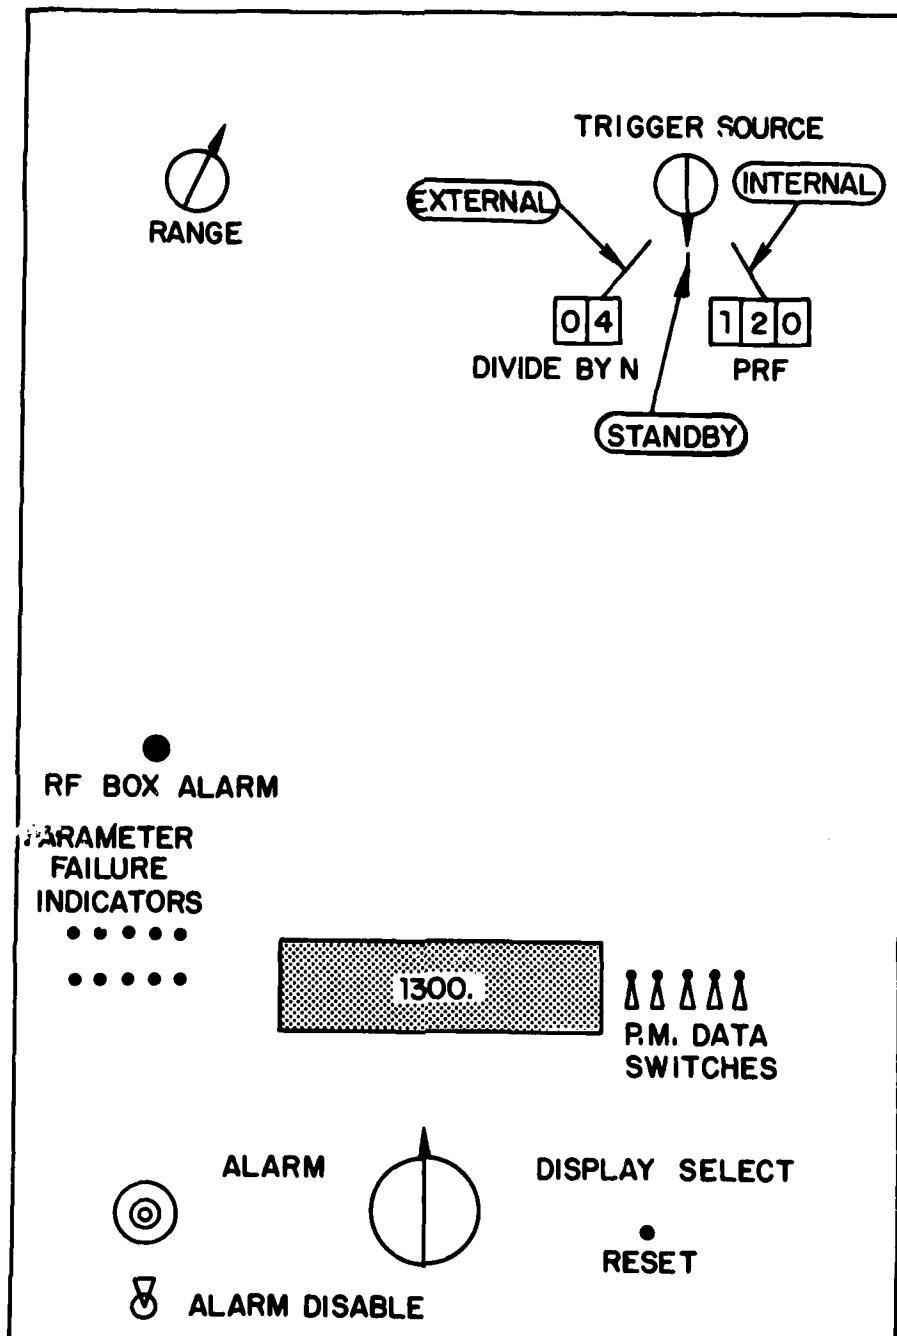 TRIGGER SOURCE
EXTERNAL
INTERNAL
RANGE
04
120
DIVIDE BY N
PRF
STANDBY
RF BOX ALARM
PARAMETER
FAILURE
INDICATORS
1300.
P.M. DATA
SWITCHES
ALARM
DISPLAY SELECT
RESET
ALARM DISABLE